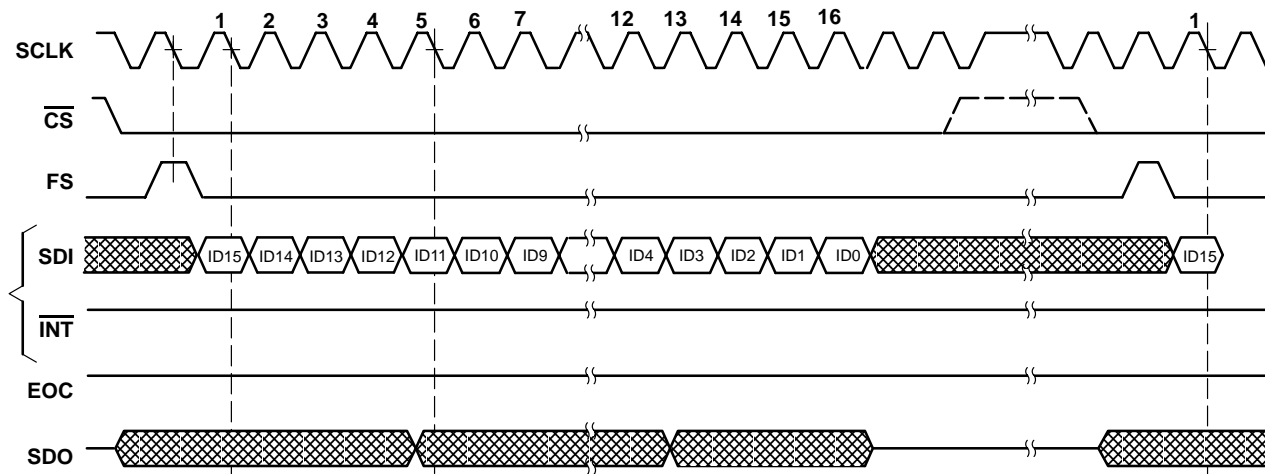 1 2 3 4 5 6 7 12 13 14 15 16 1
SCLK
CS
FS
SDI ID15 ID14 ID13 ID12 ID11 ID10 ID9 ID4 ID3 ID2 ID1 ID0 ID15
INT
EOC
SDO